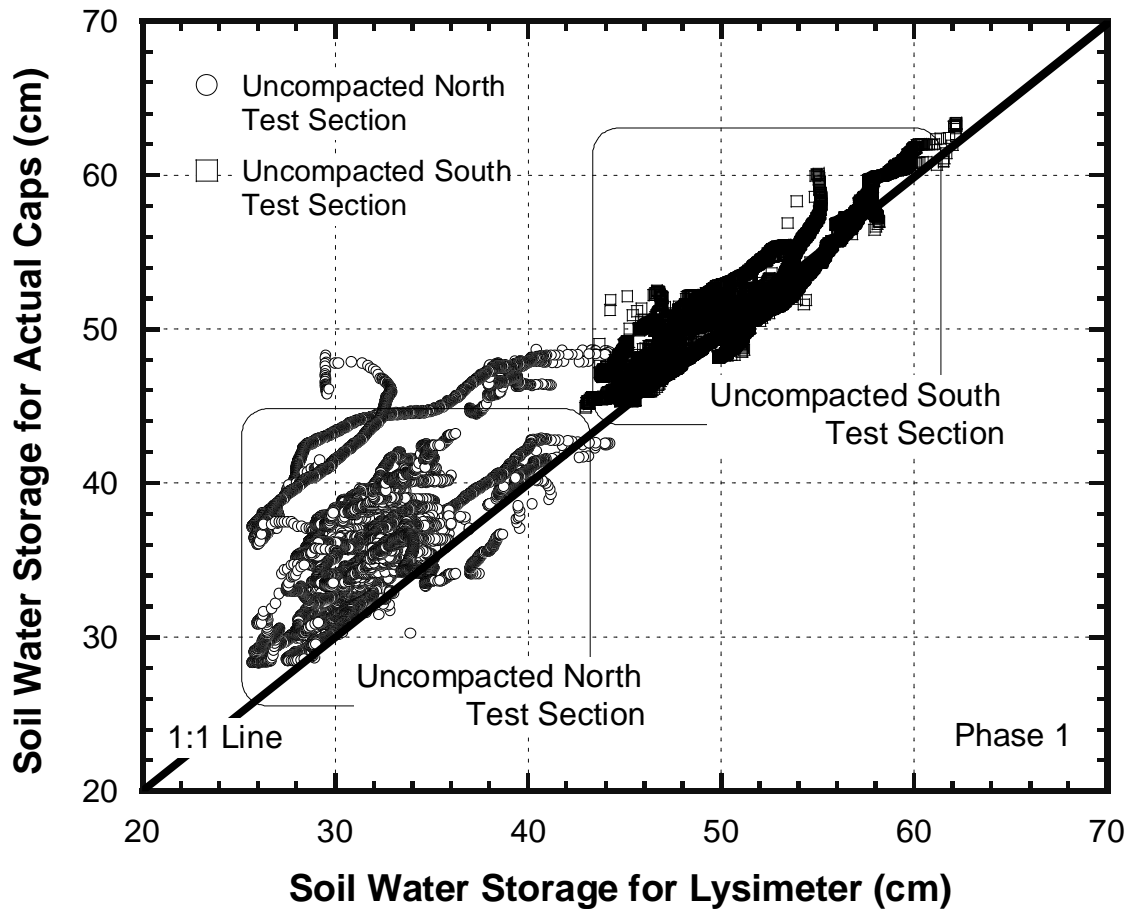 70
60
50
40
30
20
Soil Water Storage for Actual Caps (cm)
Uncompacted North
Test Section
Uncompacted South
Test Section
Uncompacted South
Test Section
Uncompacted North
Test Section
1:1 Line
Phase 1
20
30
40
50
60
70
Soil Water Storage for Lysimeter (cm)